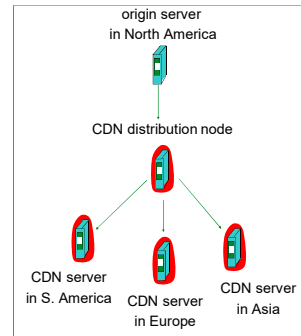 origin server
in North America
CDN distribution node
CDN server
in S. America
CDN server
in Europe
CDN server
in Asia